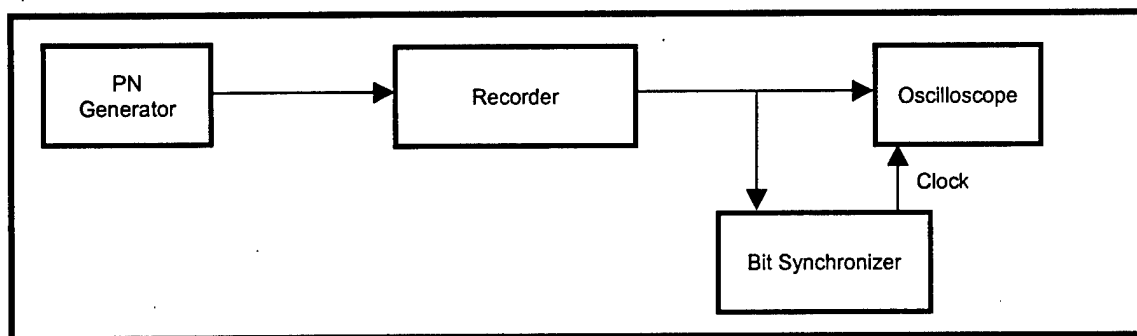 PN
Generator
Recorder
Oscilloscope
Clock
Bit Synchronizer